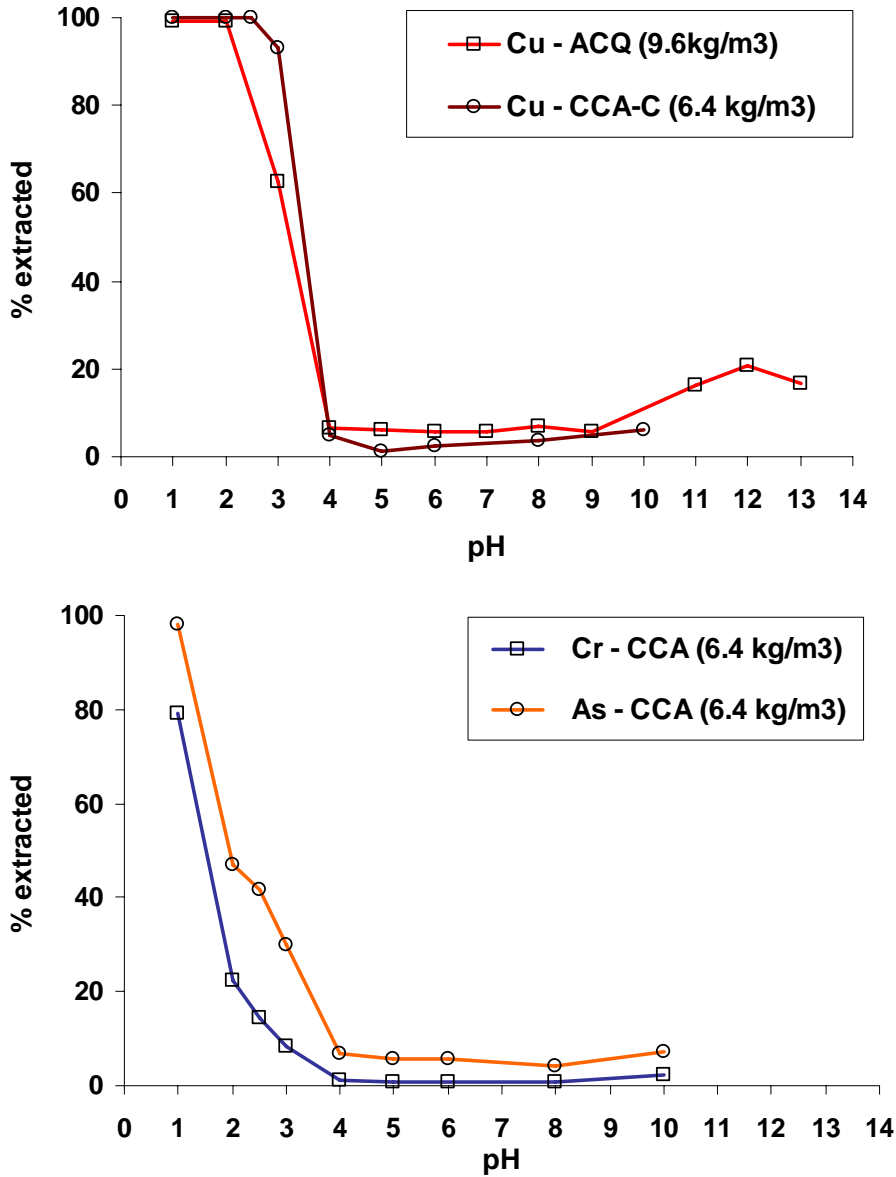 100
80
60
40
20
0
% extracted
Cu - ACQ (9.6kg/m3)
Cu - CCA-C (6.4 kg/m3)
0 1 2 3 4 5 6 7 8 9 10 11 12 13 14
pH
100
80
60
40
20
0
% extracted
Cr - CCA (6.4 kg/m3)
As - CCA (6.4 kg/m3)
0 1 2 3 4 5 6 7 8 9 10 11 12 13 14
pH